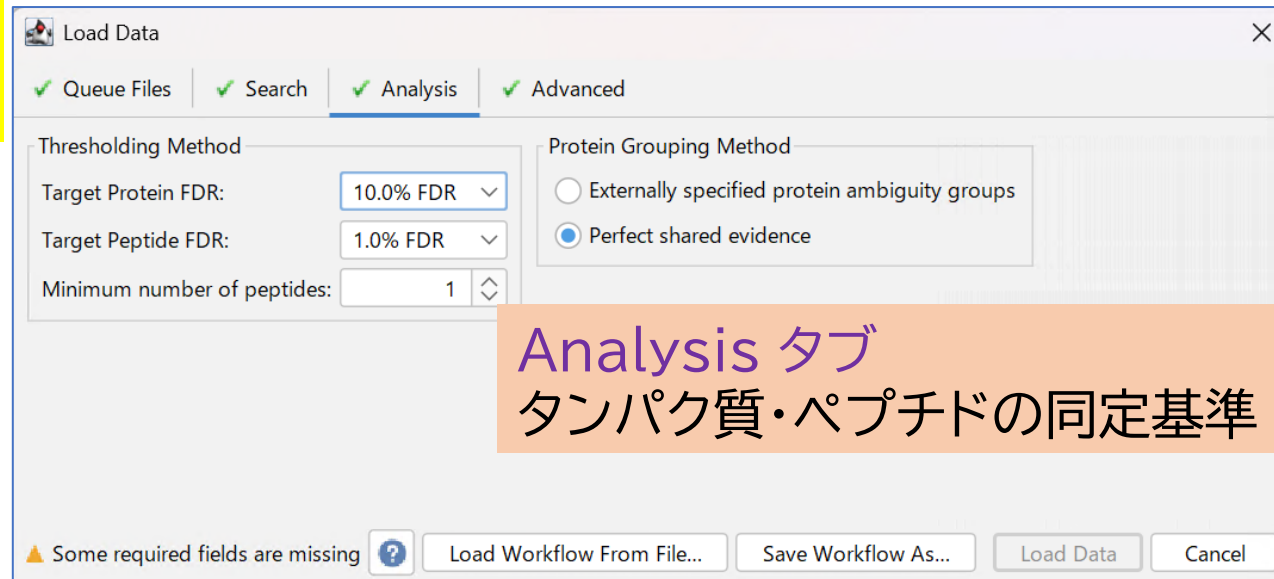 Load Data
Queue Files Search Analysis Advanced
Thresholding Method
Target Protein FDR: 10.0% FDR
Target Peptide FDR: 1.0% FDR
Minimum number of peptides: 1
Protein Grouping Method
Externally specified protein ambiguity groups
Perfect shared evidence
Analysis タブ
タンパク質・ペプチドの同定基準
Some required fields are missing ? Load Workflow From File... Save Workflow As... Load Data Cancel